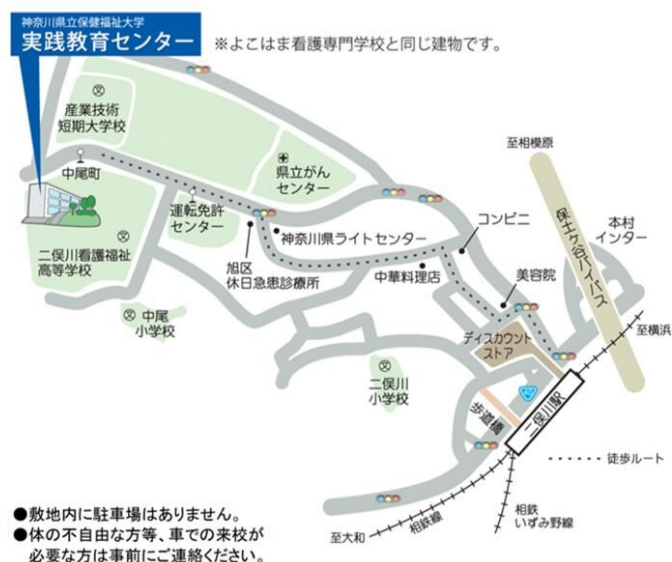 神奈川県立保健福祉大学
実践教育センター
※よこはま看護専門学校と同じ建物です。
産業技術
短期大学校
中尾町
県立がん
センター
運転免許
センター
二俣川看護福祉
高等学校
旭区
休日急患診療所
神奈川県ライトセンター
中華料理店
コンビニ
美容院
至相模原
保土ヶ谷バイパス
本村
インター
至横浜
中尾
小学校
二俣川
小学校
ディスカウント
ストア
歩道橋
二俣川駅
徒歩ルート
相鉄
いずみ野線
相鉄線
至大和
●敷地内に駐車場はありません。
●体の不自由な方等、車での来校が
必要な方は事前にご連絡ください。